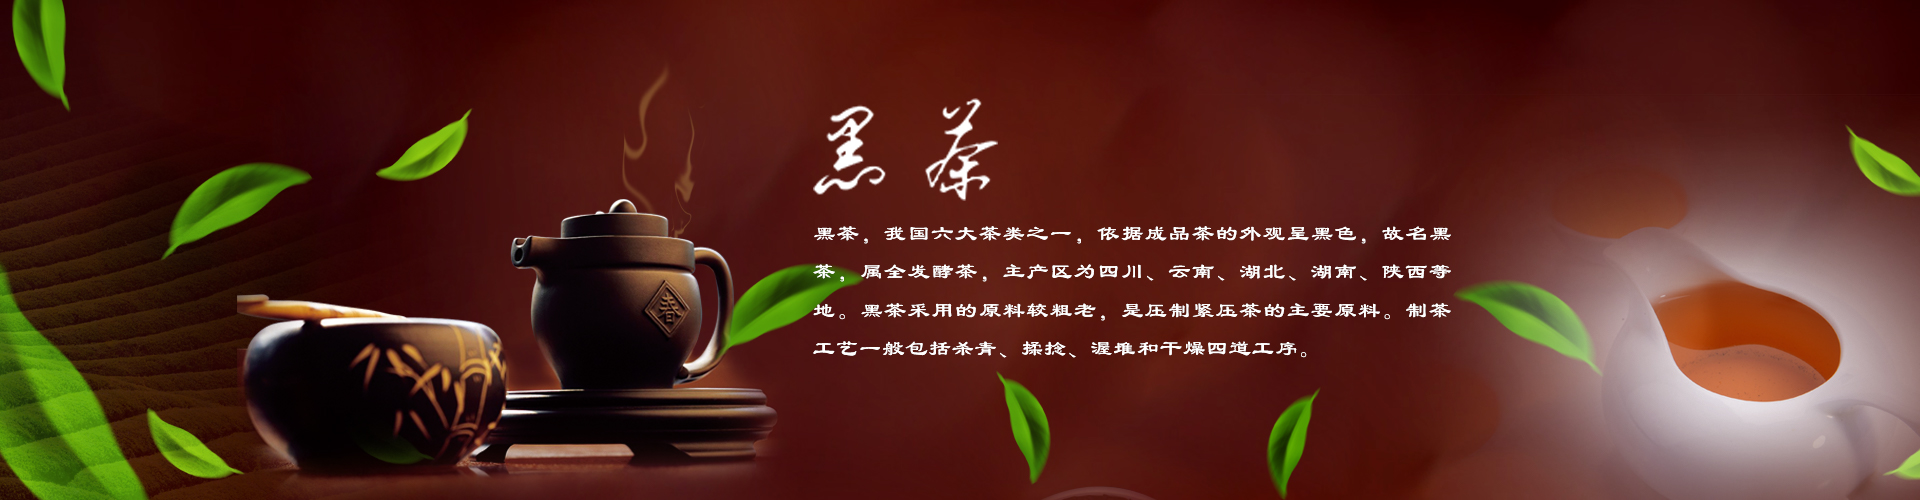 黑茶
黑茶，我国六大茶类之一，依据成品茶的外观呈黑色，故名黑
茶，属全发酵茶，主产区为四川、云南、湖北、湖南、陕西等
地。黑茶采用的原料较粗老，是压制紧压茶的主要原料。制茶
工艺一般包括杀青、揉捻、渥堆和干燥四道工序。
春